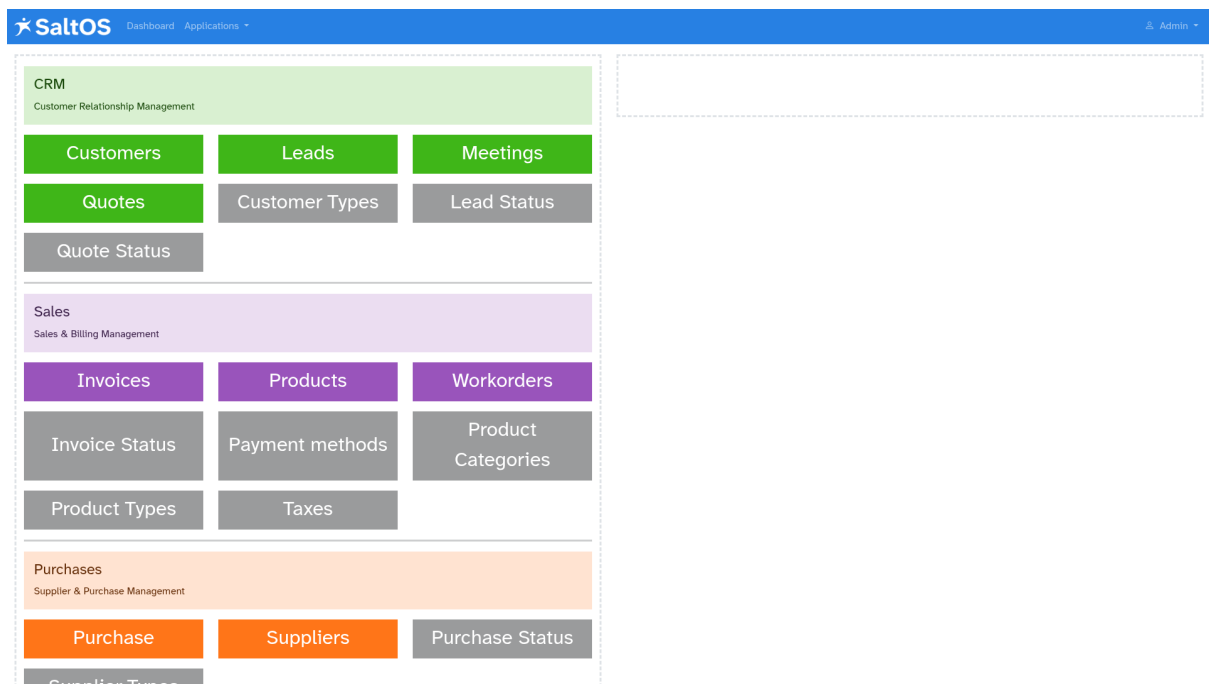 SaltOS Dashboard Applications Admin
CRM
Customer Relationship Management
Customers Leads Meetings
Quotes Customer Types Lead Status
Quote Status
Sales
Sales & Billing Management
Invoices Products Workorders
Invoice Status Payment methods Product
Categories
Product Types Taxes
Purchases
Supplier & Purchase Management
Purchase Suppliers Purchase Status
Supplier Types